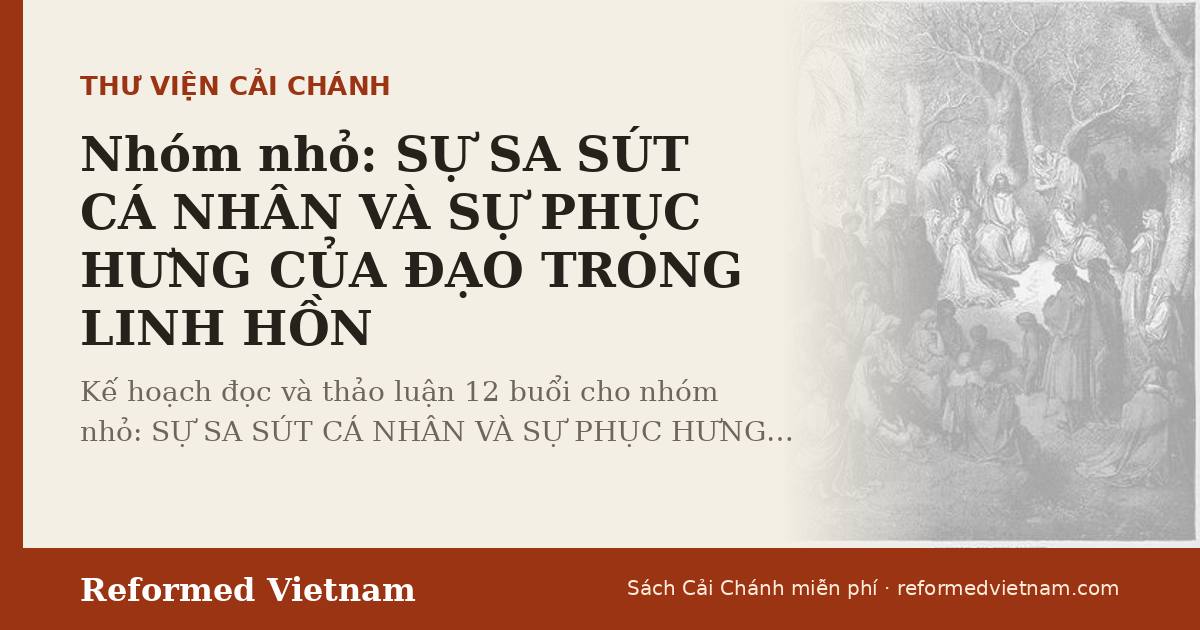 THƯ VIỆN CẢI CHÁNH
Nhóm nhỏ: SỰ SA SÚT
CÁ NHÂN VÀ SỰ PHỤC
HƯNG CỦA ĐẠO TRONG
LINH HỒN
Kế hoạch đọc và thảo luận 12 buổi cho nhóm
nhỏ: SỰ SA SÚT CÁ NHÂN VÀ SỰ PHỤC HƯNG...
Reformed Vietnam
Sách Cải Chánh miễn phí · reformedvietnam.com